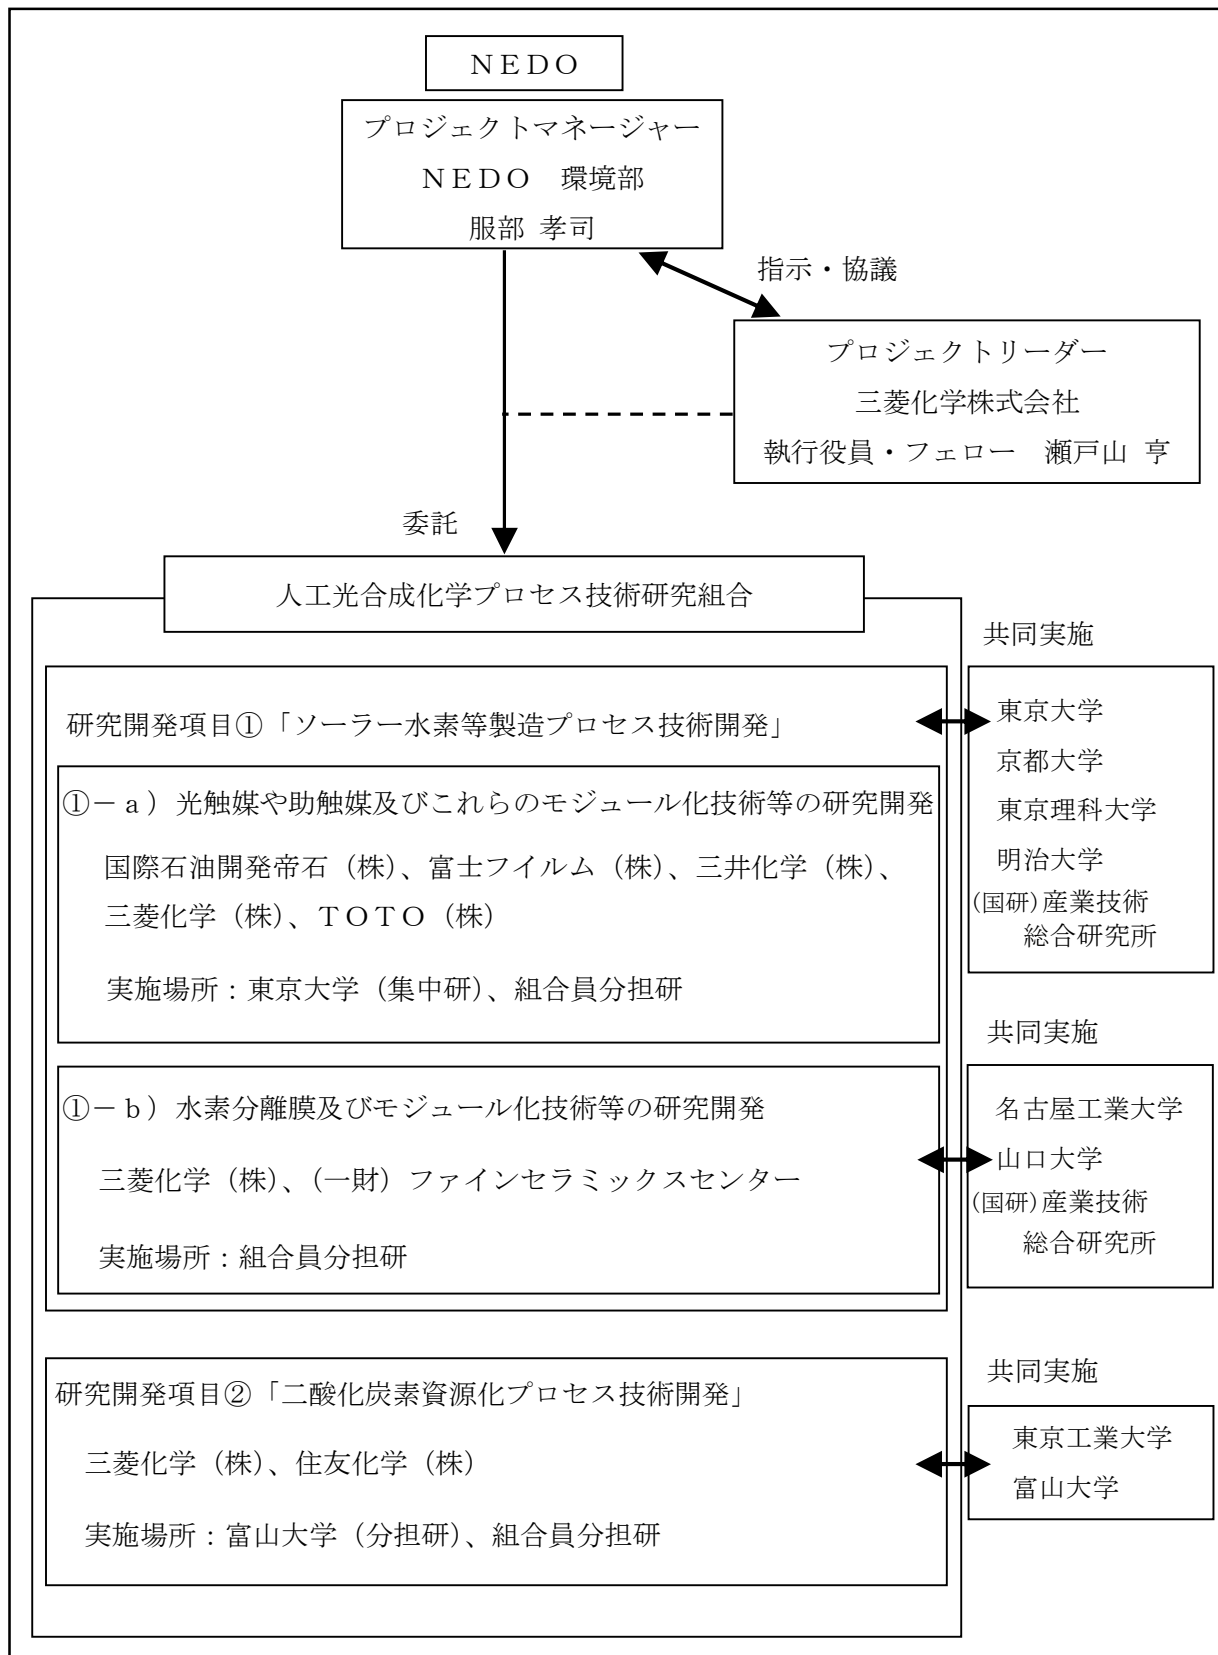 NEDO
プロジェクトマネージャー
NEDO　環境部
服部 孝司
指示・協議
プロジェクトリーダー
三菱化学株式会社
執行役員・フェロー　瀬戸山 亨
委託
人工光合成化学プロセス技術研究組合
共同実施
研究開発項目①「ソーラー水素等製造プロセス技術開発」
①－ａ）光触媒や助触媒及びこれらのモジュール化技術等の研究開発
国際石油開発帝石（株）、富士フイルム（株）、三井化学（株）、
三菱化学（株）、ＴＯＴＯ（株）
実施場所：東京大学（集中研）、組合員分担研
東京大学
京都大学
東京理科大学
明治大学
(国研)産業技術
総合研究所
共同実施
①－ｂ）水素分離膜及びモジュール化技術等の研究開発
三菱化学（株）、（一財）ファインセラミックスセンター
実施場所：組合員分担研
名古屋工業大学
山口大学
(国研)産業技術
総合研究所
共同実施
研究開発項目②「二酸化炭素資源化プロセス技術開発」
三菱化学（株）、住友化学（株）
実施場所：富山大学（分担研）、組合員分担研
東京工業大学
富山大学